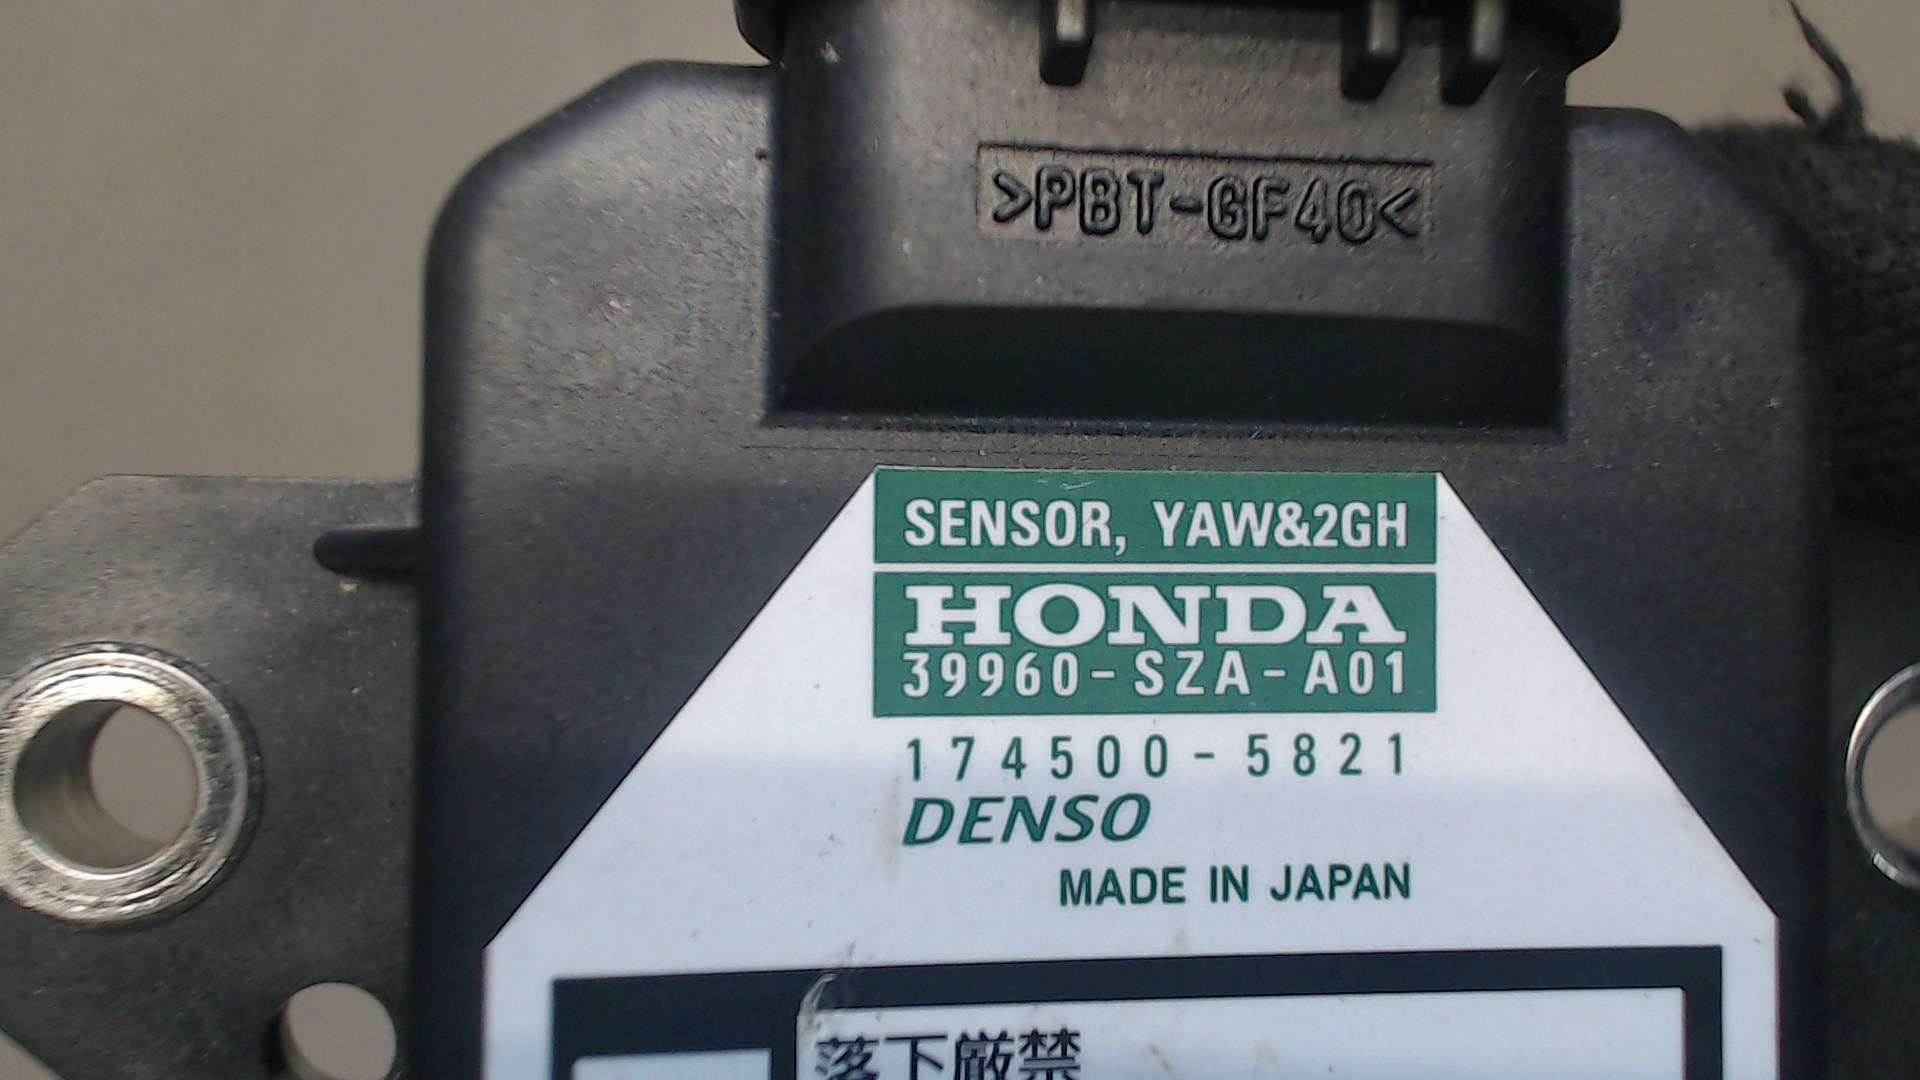 >PBT-GF40<
SENSOR, YAW&2GH
HONDA
39960-SZA-A01
174500-5821
DENSO
MADE IN JAPAN
落下厳禁